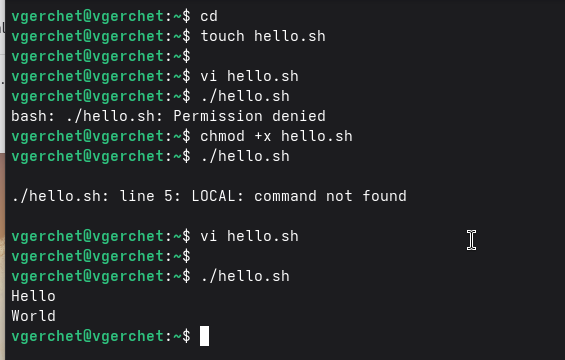 vgerchet@vgerchet:~$ cd
vgerchet@vgerchet:~$ touch hello.sh
vgerchet@vgerchet:~$
vgerchet@vgerchet:~$ vi hello.sh
vgerchet@vgerchet:~$ ./hello.sh
bash: ./hello.sh: Permission denied
vgerchet@vgerchet:~$ chmod +x hello.sh
vgerchet@vgerchet:~$ ./hello.sh
./hello.sh: line 5: LOCAL: command not found
vgerchet@vgerchet:~$ vi hello.sh
vgerchet@vgerchet:~$
vgerchet@vgerchet:~$ ./hello.sh
Hello
World
vgerchet@vgerchet:~$